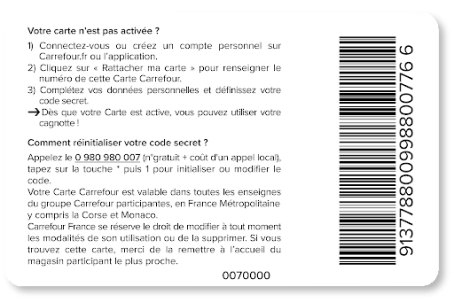 Votre carte n'est pas activée ?
1) Connectez-vous ou créez un compte personnel sur
Carrefour.fr ou l'application.
2) Cliquez sur « Rattacher ma carte » pour renseigner le
numéro de cette Carte Carrefour.
3) Complétez vos données personnelles et définissez votre
code secret.
→ Dès que votre Carte est active, vous pouvez utiliser votre
cagnotte !
Comment réinitialiser votre code secret ?
Appelez le 0 980 980 007 (n°gratuit + coût d'un appel local),
tapez sur la touche * puis 1 pour initialiser ou modifier le
code.
Votre Carte Carrefour est valable dans toutes les enseignes
du groupe Carrefour participantes, en France Métropolitaine
y compris la Corse et Monaco.
Carrefour France se réserve le droit de modifier à tout moment
les modalités de son utilisation ou de la supprimer. Si vous
trouvez cette carte, merci de la remettre à l'accueil du
magasin participant le plus proche.
0070000
913778800998800776 6